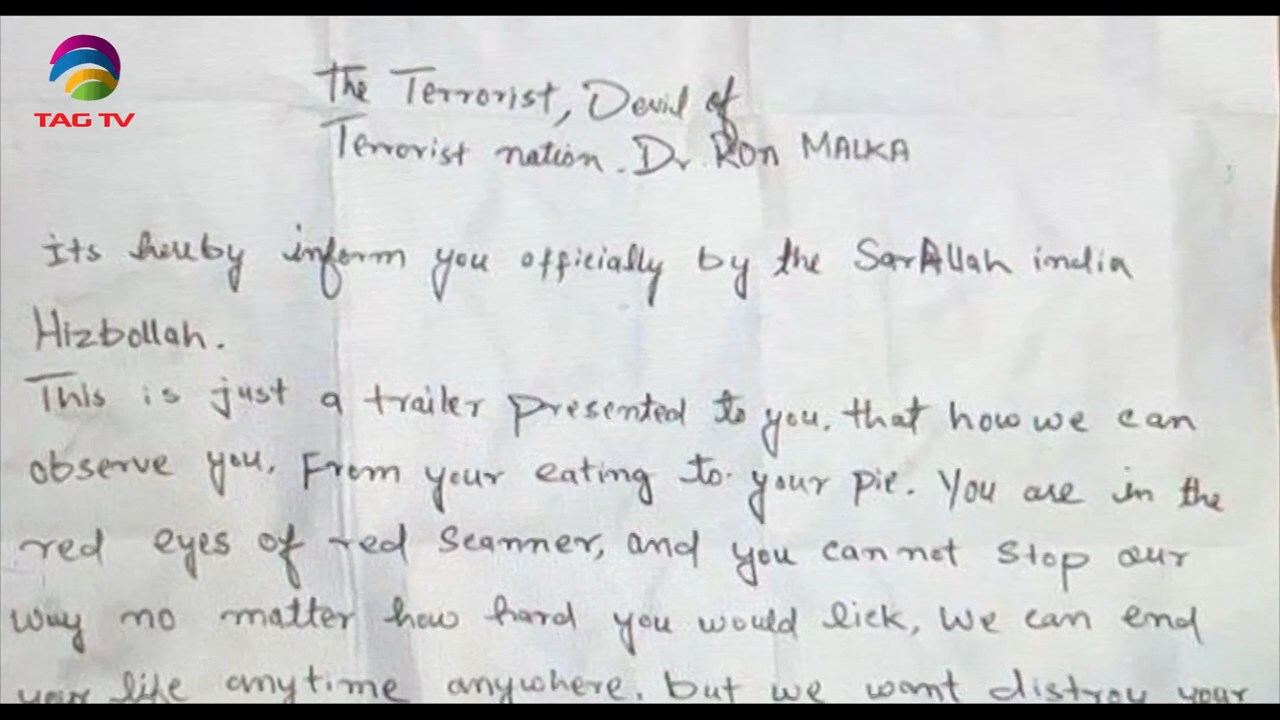 TAG TV
The Terrorist, Devil of
Terrorist nation. Dr. Ron MALKA
its hereby inform you officially by the SarAllah india
Hizbollah.
This is just a trailer presented to you, that how we can
observe you, From your eating to your pie. You are in the
red eyes of red scanner, and you cannot stop our
way no matter how hard you would lick, We can end
your life anytime anywhere, but we want distroy your